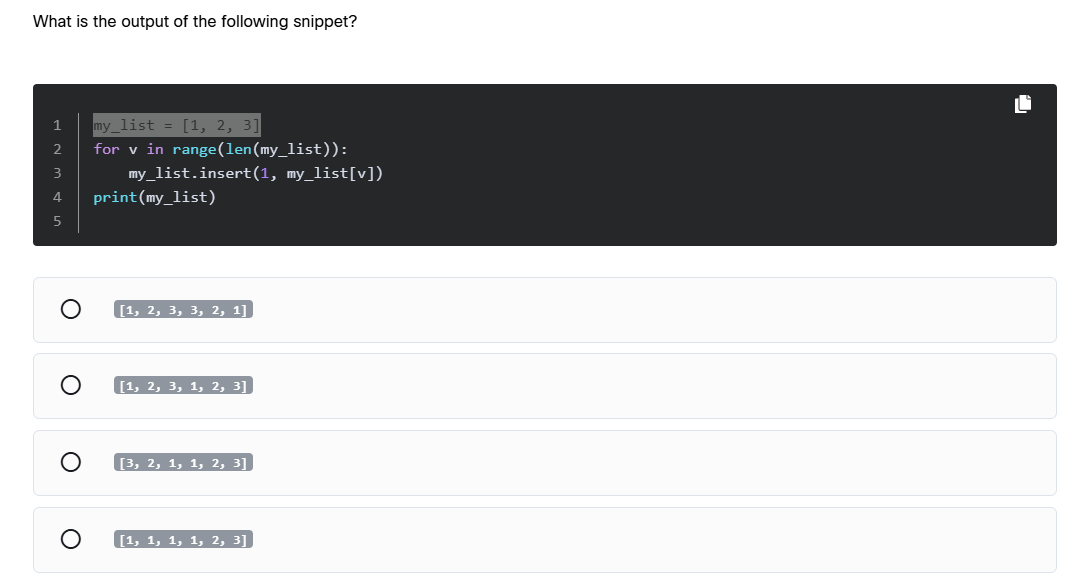 What is the output of the following snippet?
1 my_list = [1, 2, 3]
2 for v in range(len(my_list)):
3     my_list.insert(1, my_list[v])
4 print(my_list)
5
[1, 2, 3, 3, 2, 1]
[1, 2, 3, 1, 2, 3]
[3, 2, 1, 1, 2, 3]
[1, 1, 1, 1, 2, 3]